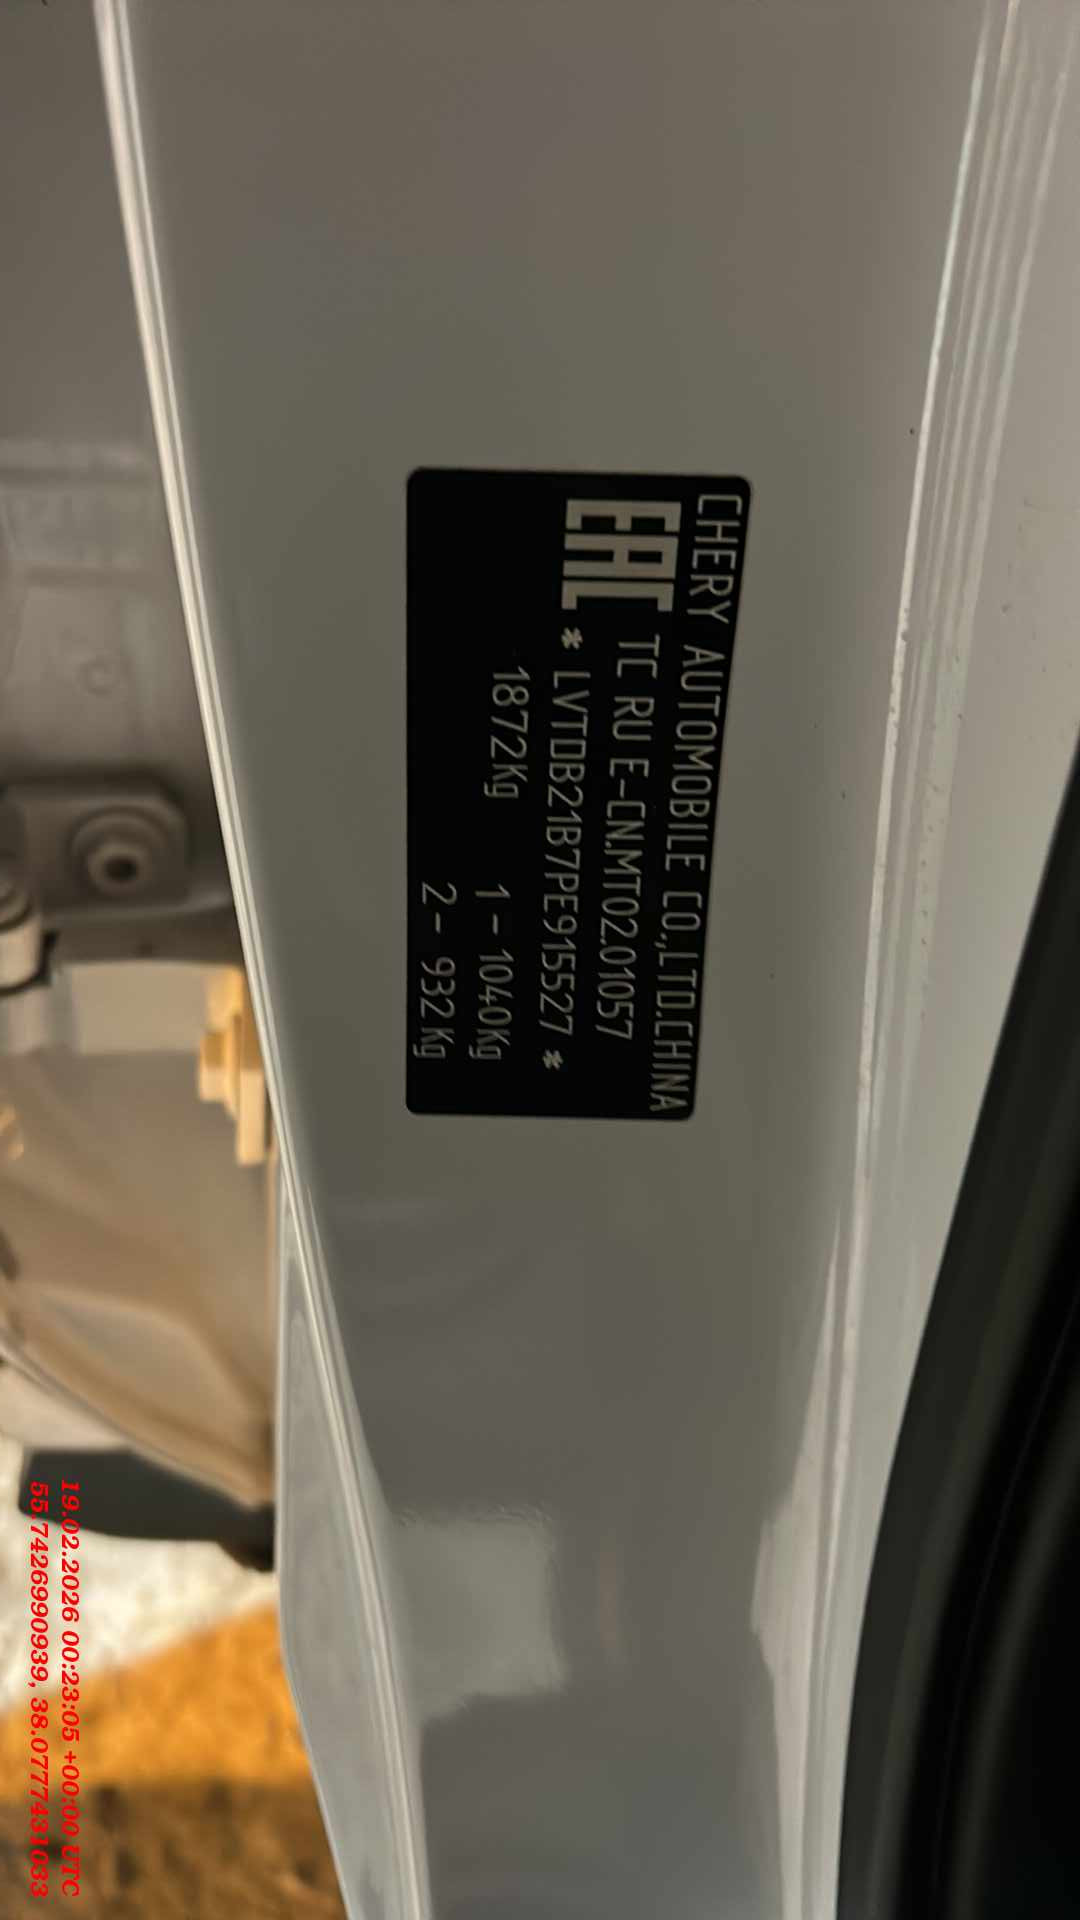 CHERY AUTOMOBILE CO.,LTD.CHINA
EAC TC RU E-CN.MT02.01057
* LVTDB21B7PE915527 *
1872Kg 1 - 1040Kg
2 - 932Kg
19.02.2026 00:23:05 +00:00 UTC
55.7426990939, 38.0777431033